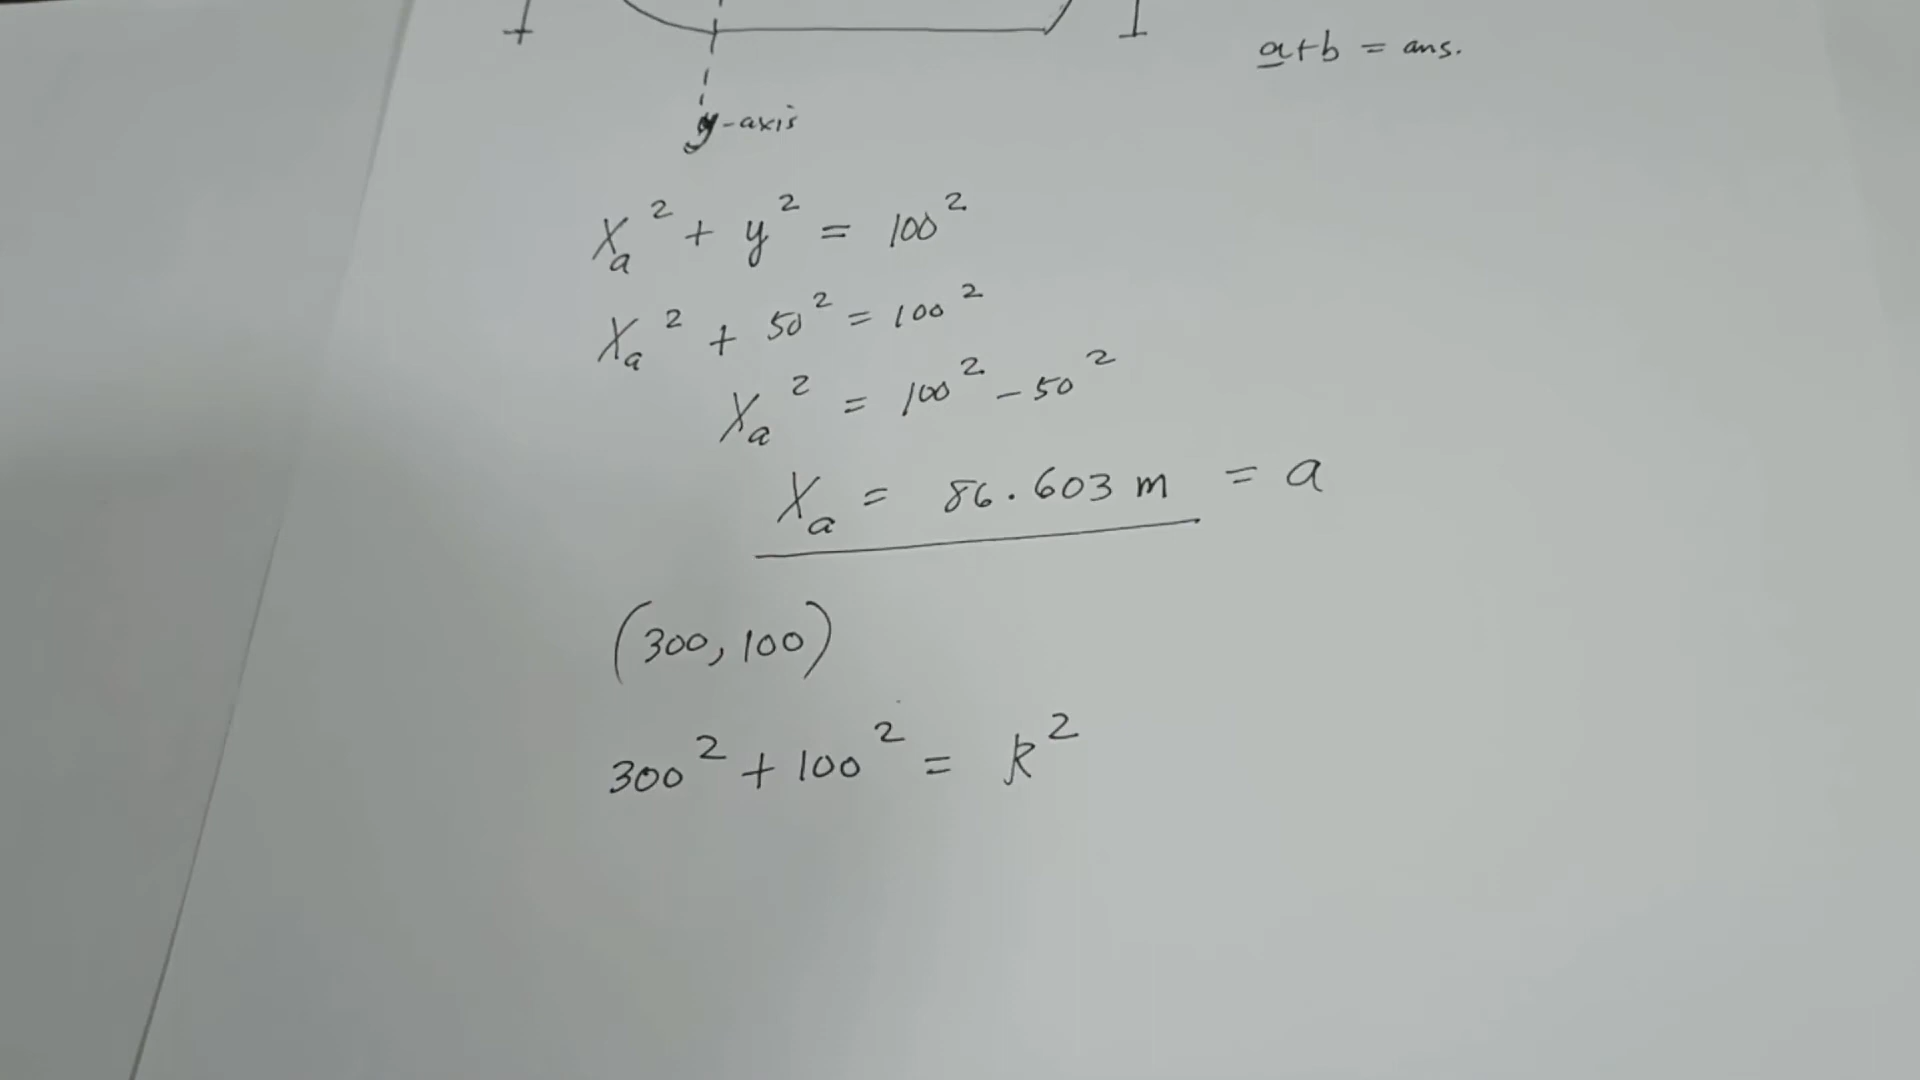 a+b = ans.
y-axis
Xₐ² + y² = 100²
Xₐ² + 50² = 100²
Xₐ² = 100² - 50²
Xₐ = 86.603 m = a
(300, 100)
300² + 100² = k²